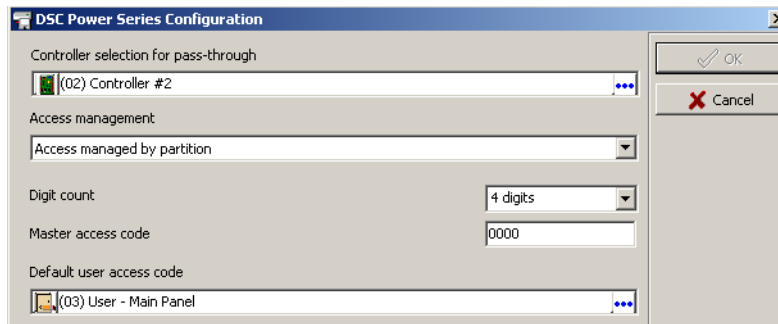 DSC Power Series Configuration
Controller selection for pass-through
(02) Controller #2
Access management
Access managed by partition
Digit count
4 digits
Master access code
0000
Default user access code
(03) User - Main Panel
OK
Cancel